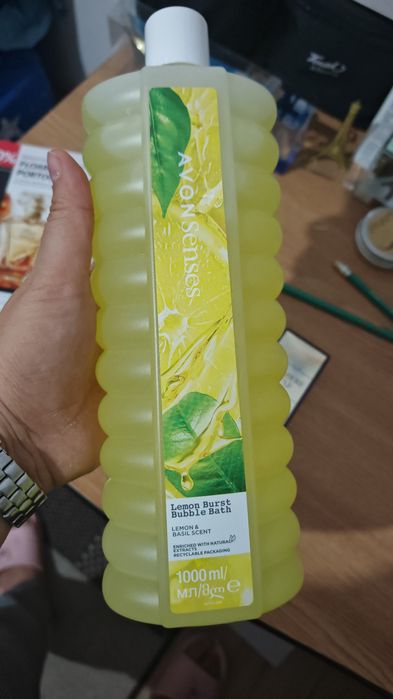 AVON senses
Lemon Burst
Bubble Bath
LEMON &
BASIL SCENT
ENRICHED WITH NATURAL
EXTRACTS
RECYCLABLE PACKAGING
1000 ml/
МЛ/მლ e